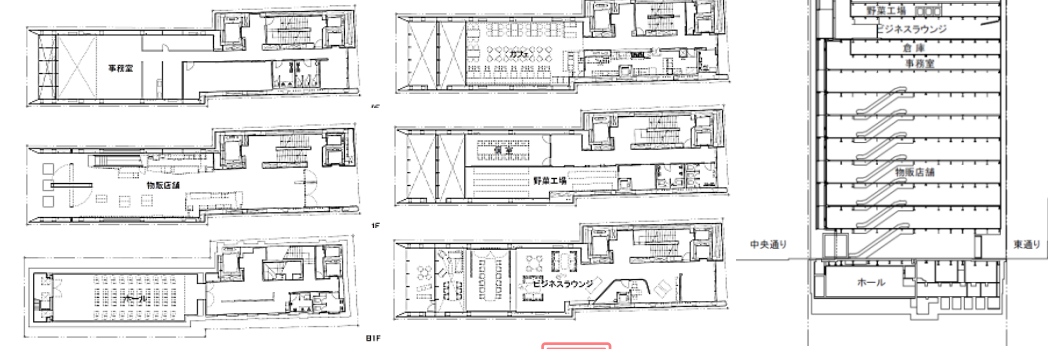 事務室
物販店舗
1F
ホール
B1F
カフェ
個室
野菜工場
ビジネスラウンジ
野菜工場
ビジネスラウンジ
倉庫
事務室
物販店舗
中央通り
東通り
ホール